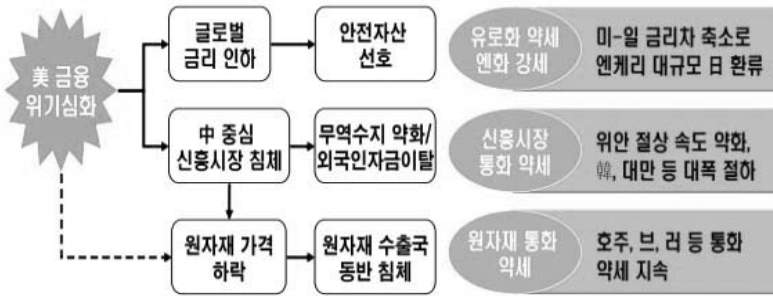 美 금융
위기심화
글로벌
금리 인하
안전자산
선호
유로화 약세
엔화 강세
미-일 금리차 축소로
엔케리 대규모 日 환류
中 중심
신흥시장 침체
무역수지 약화/
외국인자금이탈
신흥시장
통화 약세
위안 절상 속도 약화,
韓, 대만 등 대폭 절하
원자재 가격
하락
원자재 수출국
동반 침체
원자재 통화
약세
호주, 브, 러 등 통화
약세 지속